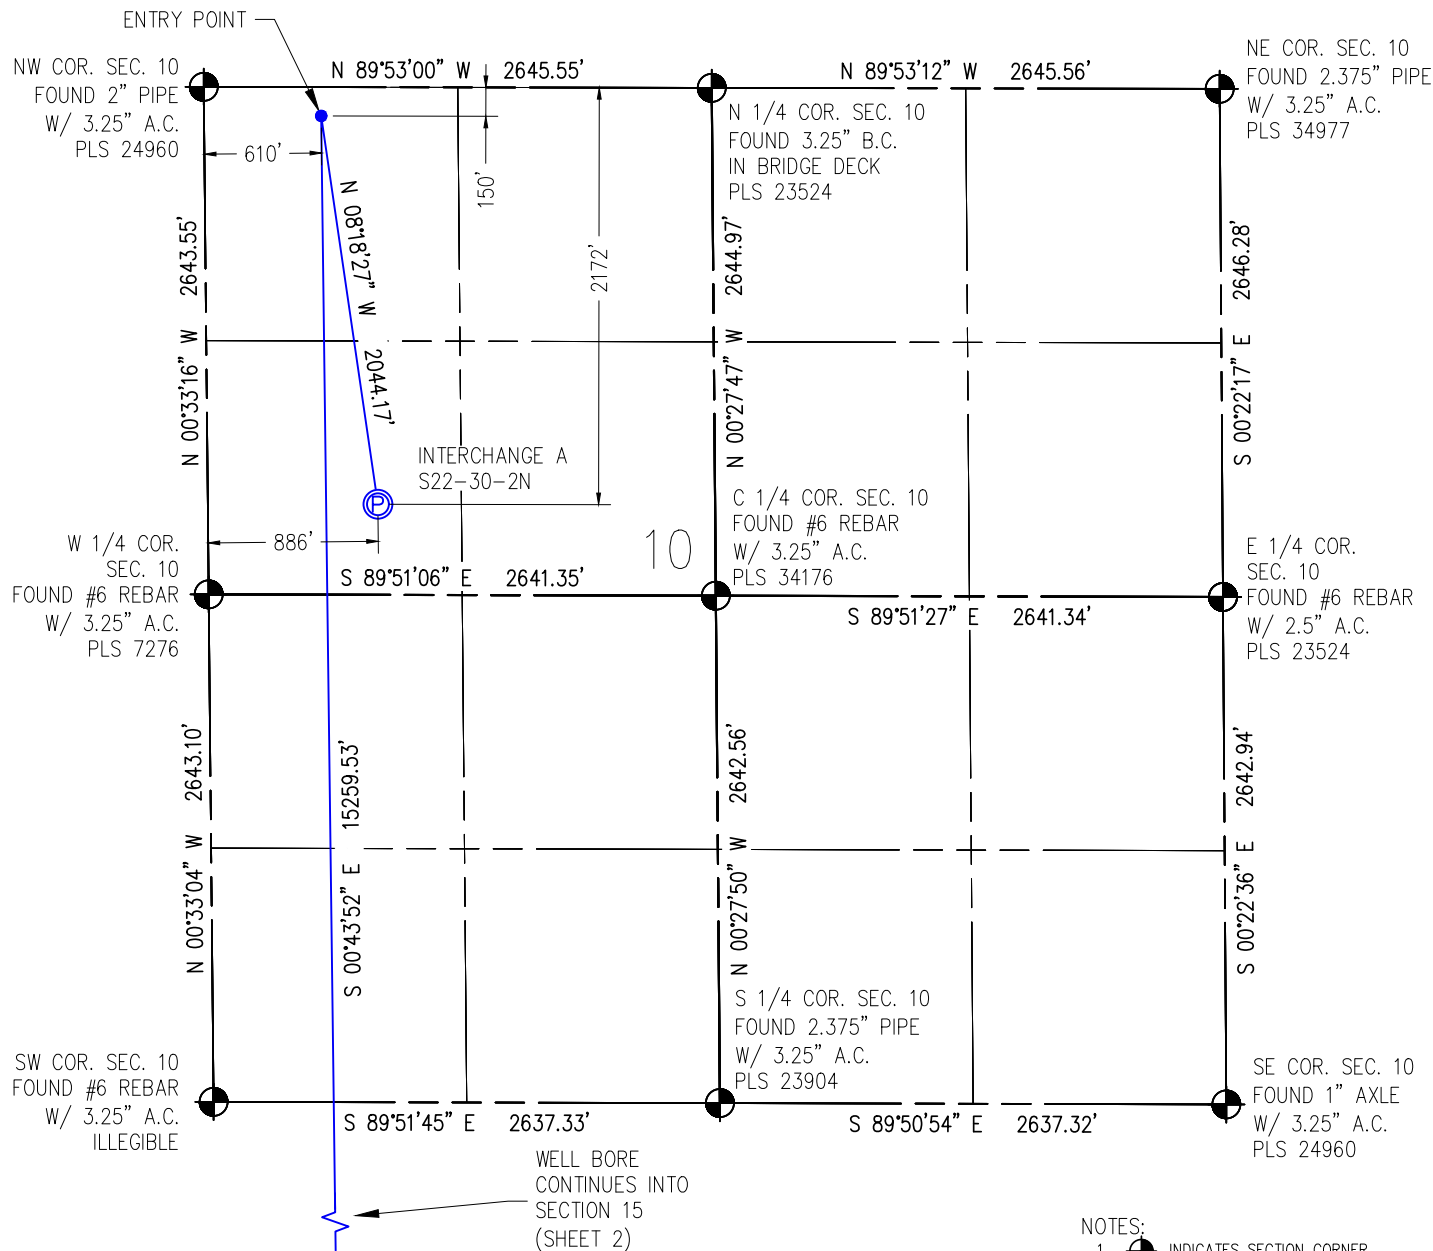 ENTRY POINT
NW COR. SEC. 10
FOUND 2" PIPE
W/ 3.25" A.C.
PLS 24960
N 89°53'00" W 2645.55'
N 89°53'12" W 2645.56'
NE COR. SEC. 10
FOUND 2.375" PIPE
W/ 3.25" A.C.
PLS 34977
N 1/4 COR. SEC. 10
FOUND 3.25" B.C.
IN BRIDGE DECK
PLS 23524
610'
150'
2172'
N 08°18'27" W 2044.17'
N 00°33'16" W 2643.55'
N 00°27'47" W 2644.97'
S 00°22'17" E 2646.28'
INTERCHANGE A
S22-30-2N
P
886'
10
C 1/4 COR. SEC. 10
FOUND #6 REBAR
W/ 3.25" A.C.
PLS 34176
W 1/4 COR.
SEC. 10
FOUND #6 REBAR
W/ 3.25" A.C.
PLS 7276
S 89°51'06" E 2641.35'
S 89°51'27" E 2641.34'
E 1/4 COR.
SEC. 10
FOUND #6 REBAR
W/ 2.5" A.C.
PLS 23524
N 00°33'04" W 2643.10'
S 00°43'52" E 15259.53'
N 00°27'50" W 2642.56'
S 00°22'36" E 2642.94'
S 1/4 COR. SEC. 10
FOUND 2.375" PIPE
W/ 3.25" A.C.
PLS 23904
SW COR. SEC. 10
FOUND #6 REBAR
W/ 3.25" A.C.
ILLEGIBLE
S 89°51'45" E 2637.33'
S 89°50'54" E 2637.32'
SE COR. SEC. 10
FOUND 1" AXLE
W/ 3.25" A.C.
PLS 24960
WELL BORE
CONTINUES INTO
SECTION 15
(SHEET 2)
NOTES:
1. INDICATES SECTION CORNER